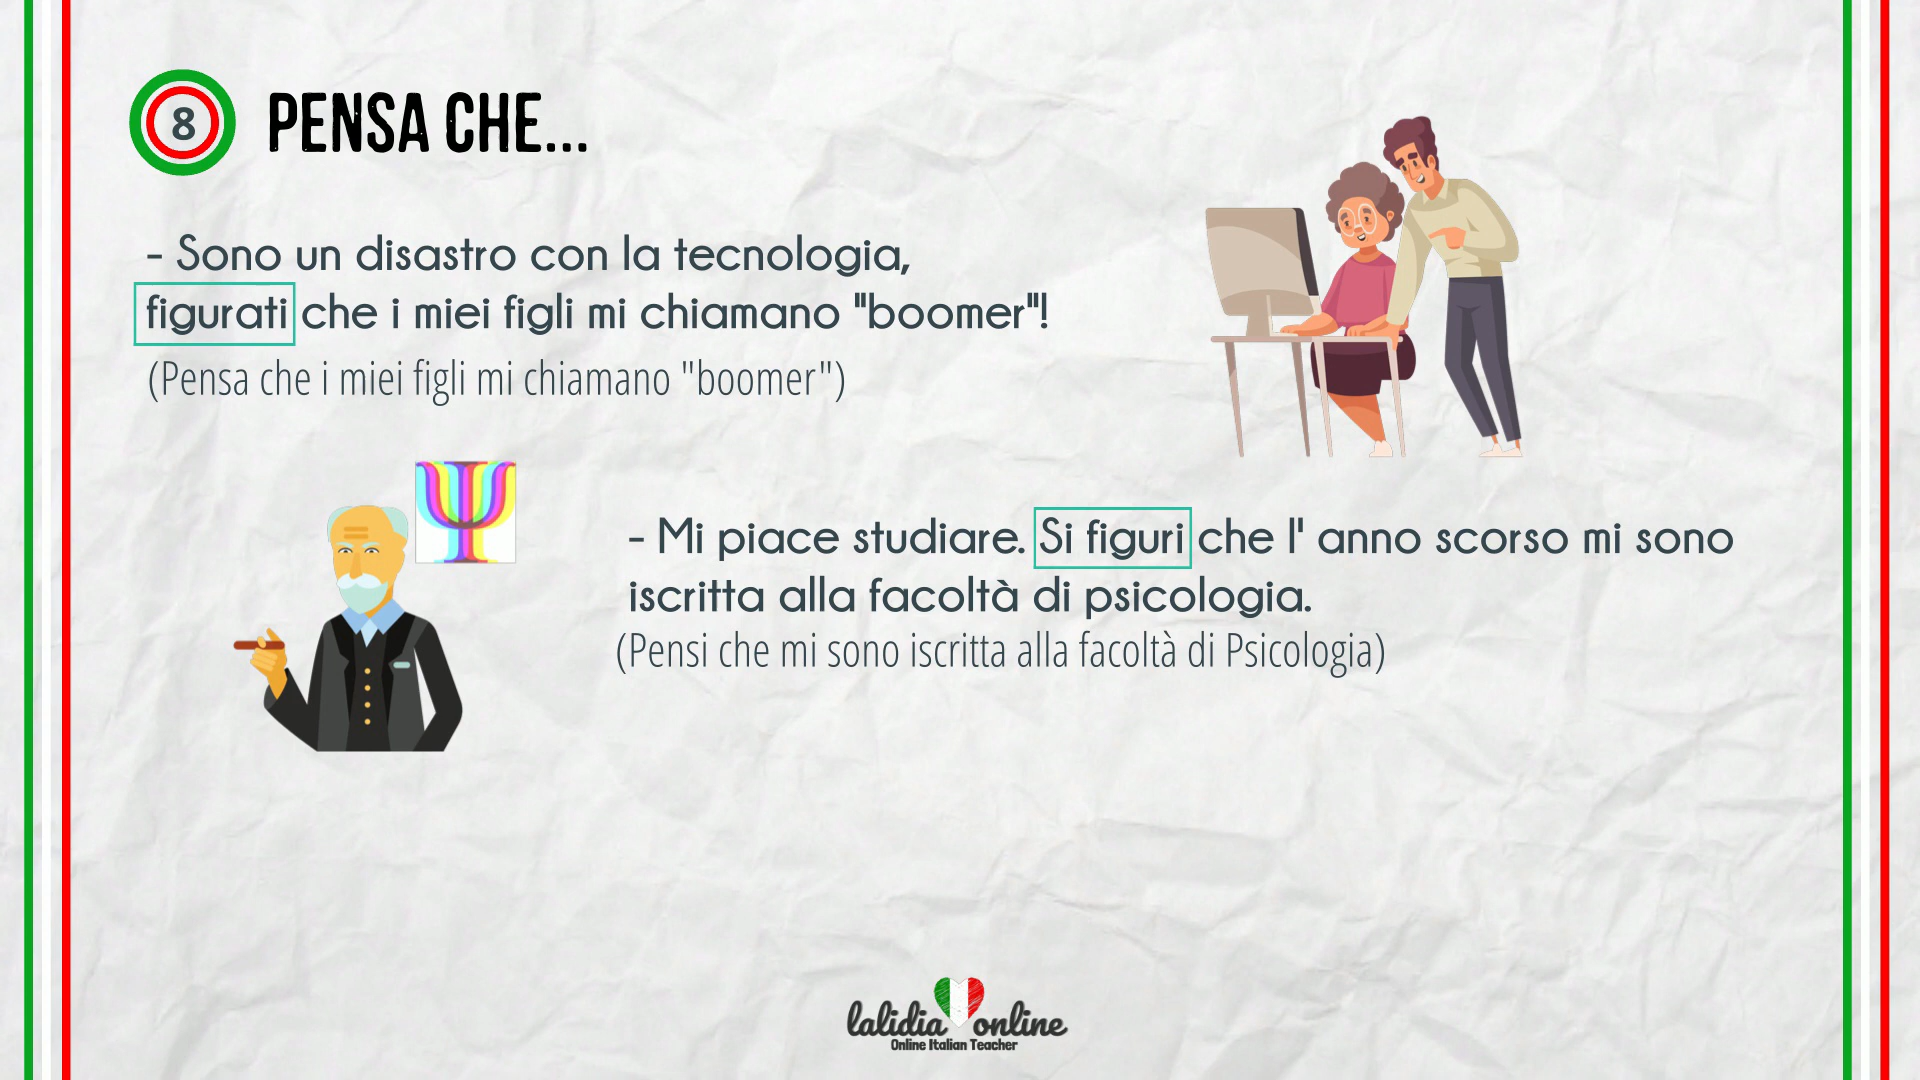 8
PENSA CHE...
- Sono un disastro con la tecnologia,
figurati che i miei figli mi chiamano "boomer"!
(Pensa che i miei figli mi chiamano "boomer")
- Mi piace studiare. Si figuri che l' anno scorso mi sono
iscritta alla facoltà di psicologia.
(Pensi che mi sono iscritta alla facoltà di Psicologia)
lalidia online
Online Italian Teacher